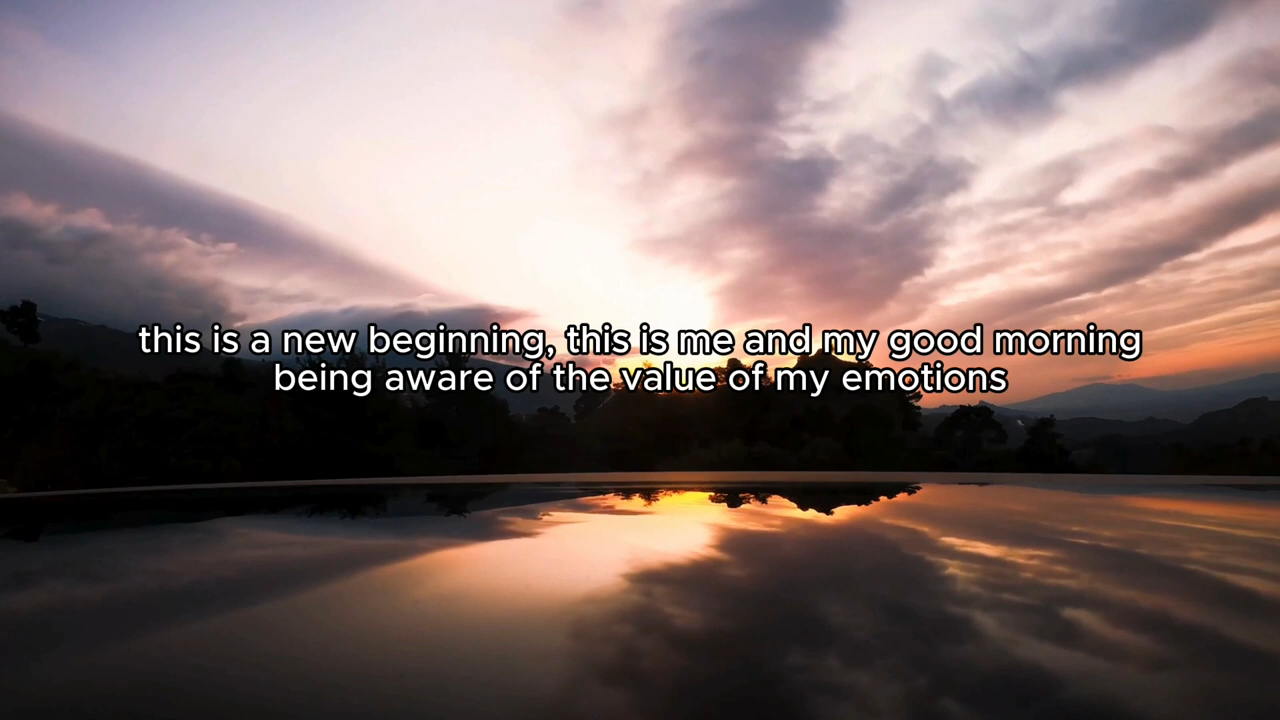 this is a new beginning, this is me and my good morning
being aware of the value of my emotions